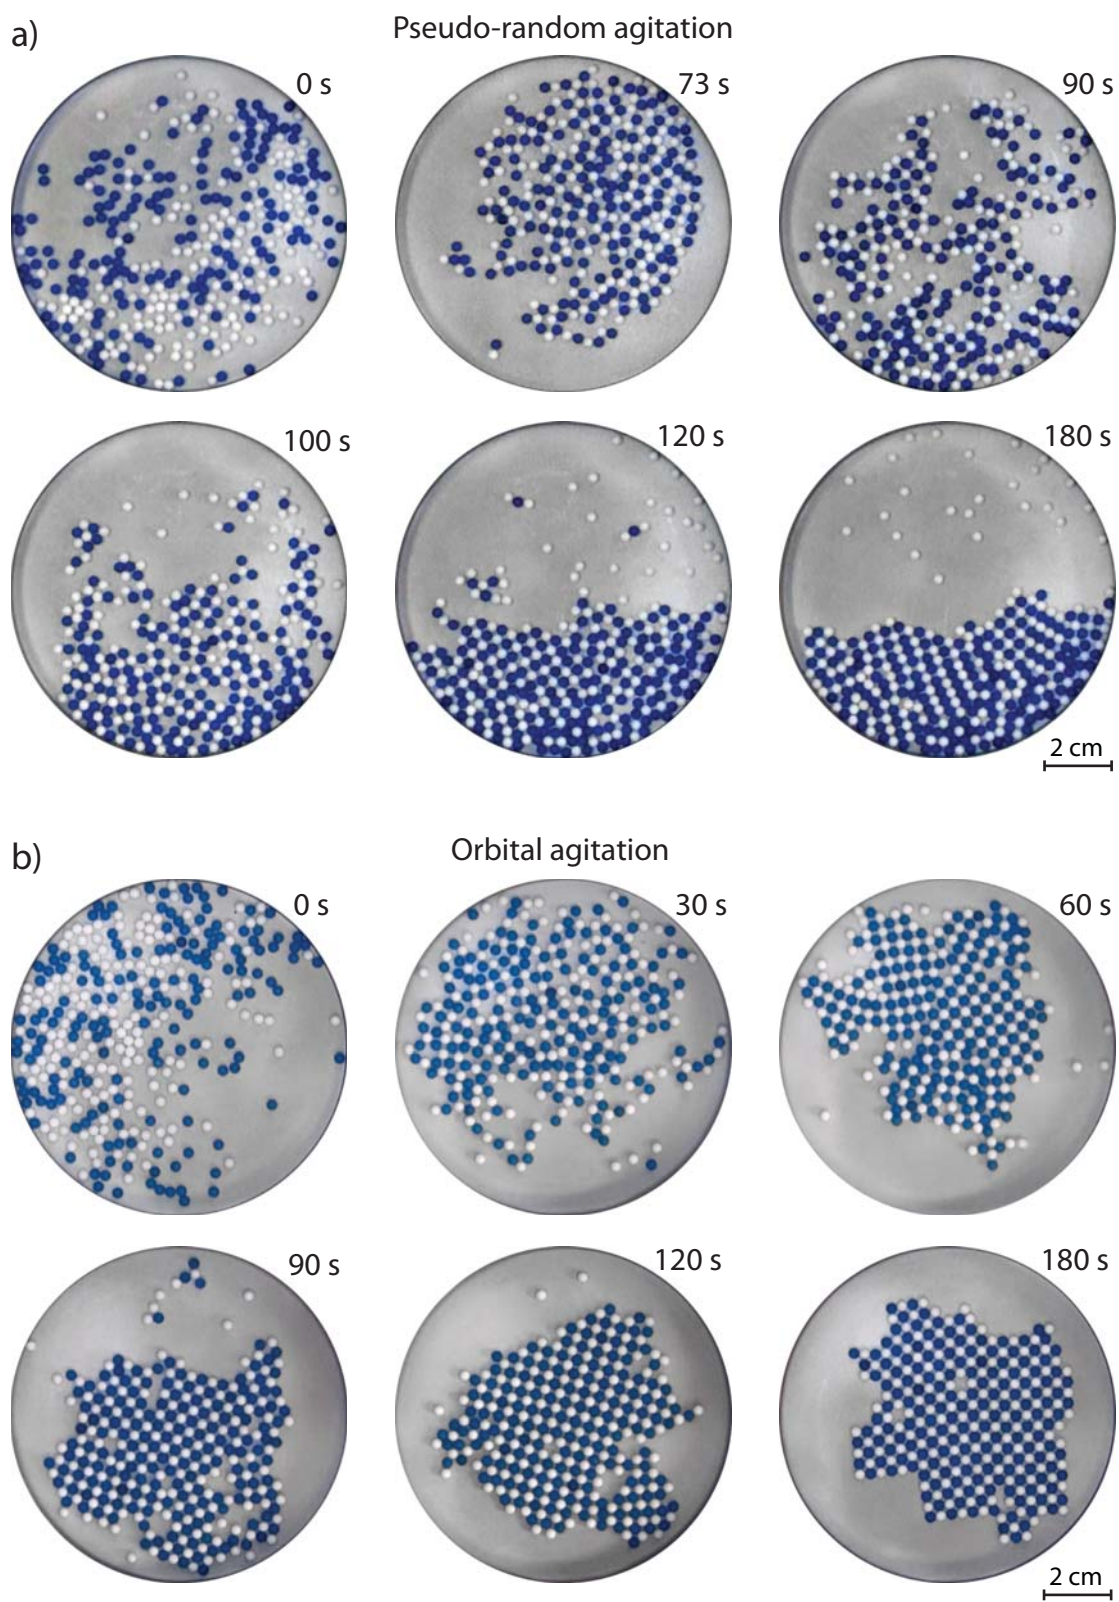 a)
Pseudo-random agitation
0 s
73 s
90 s
100 s
120 s
180 s
2 cm
b)
Orbital agitation
0 s
30 s
60 s
90 s
120 s
180 s
2 cm